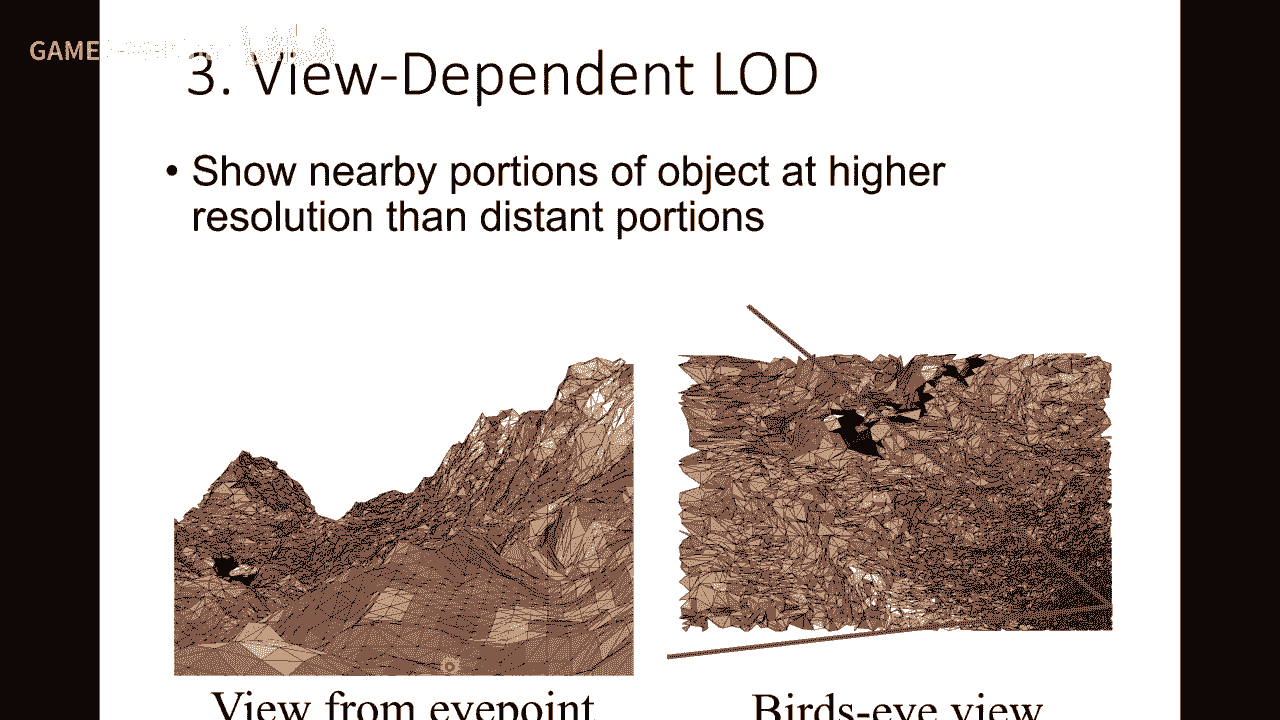 GAME
3. View-Dependent LOD
• Show nearby portions of object at higher
resolution than distant portions
View from eyepoint
Birds-eye view